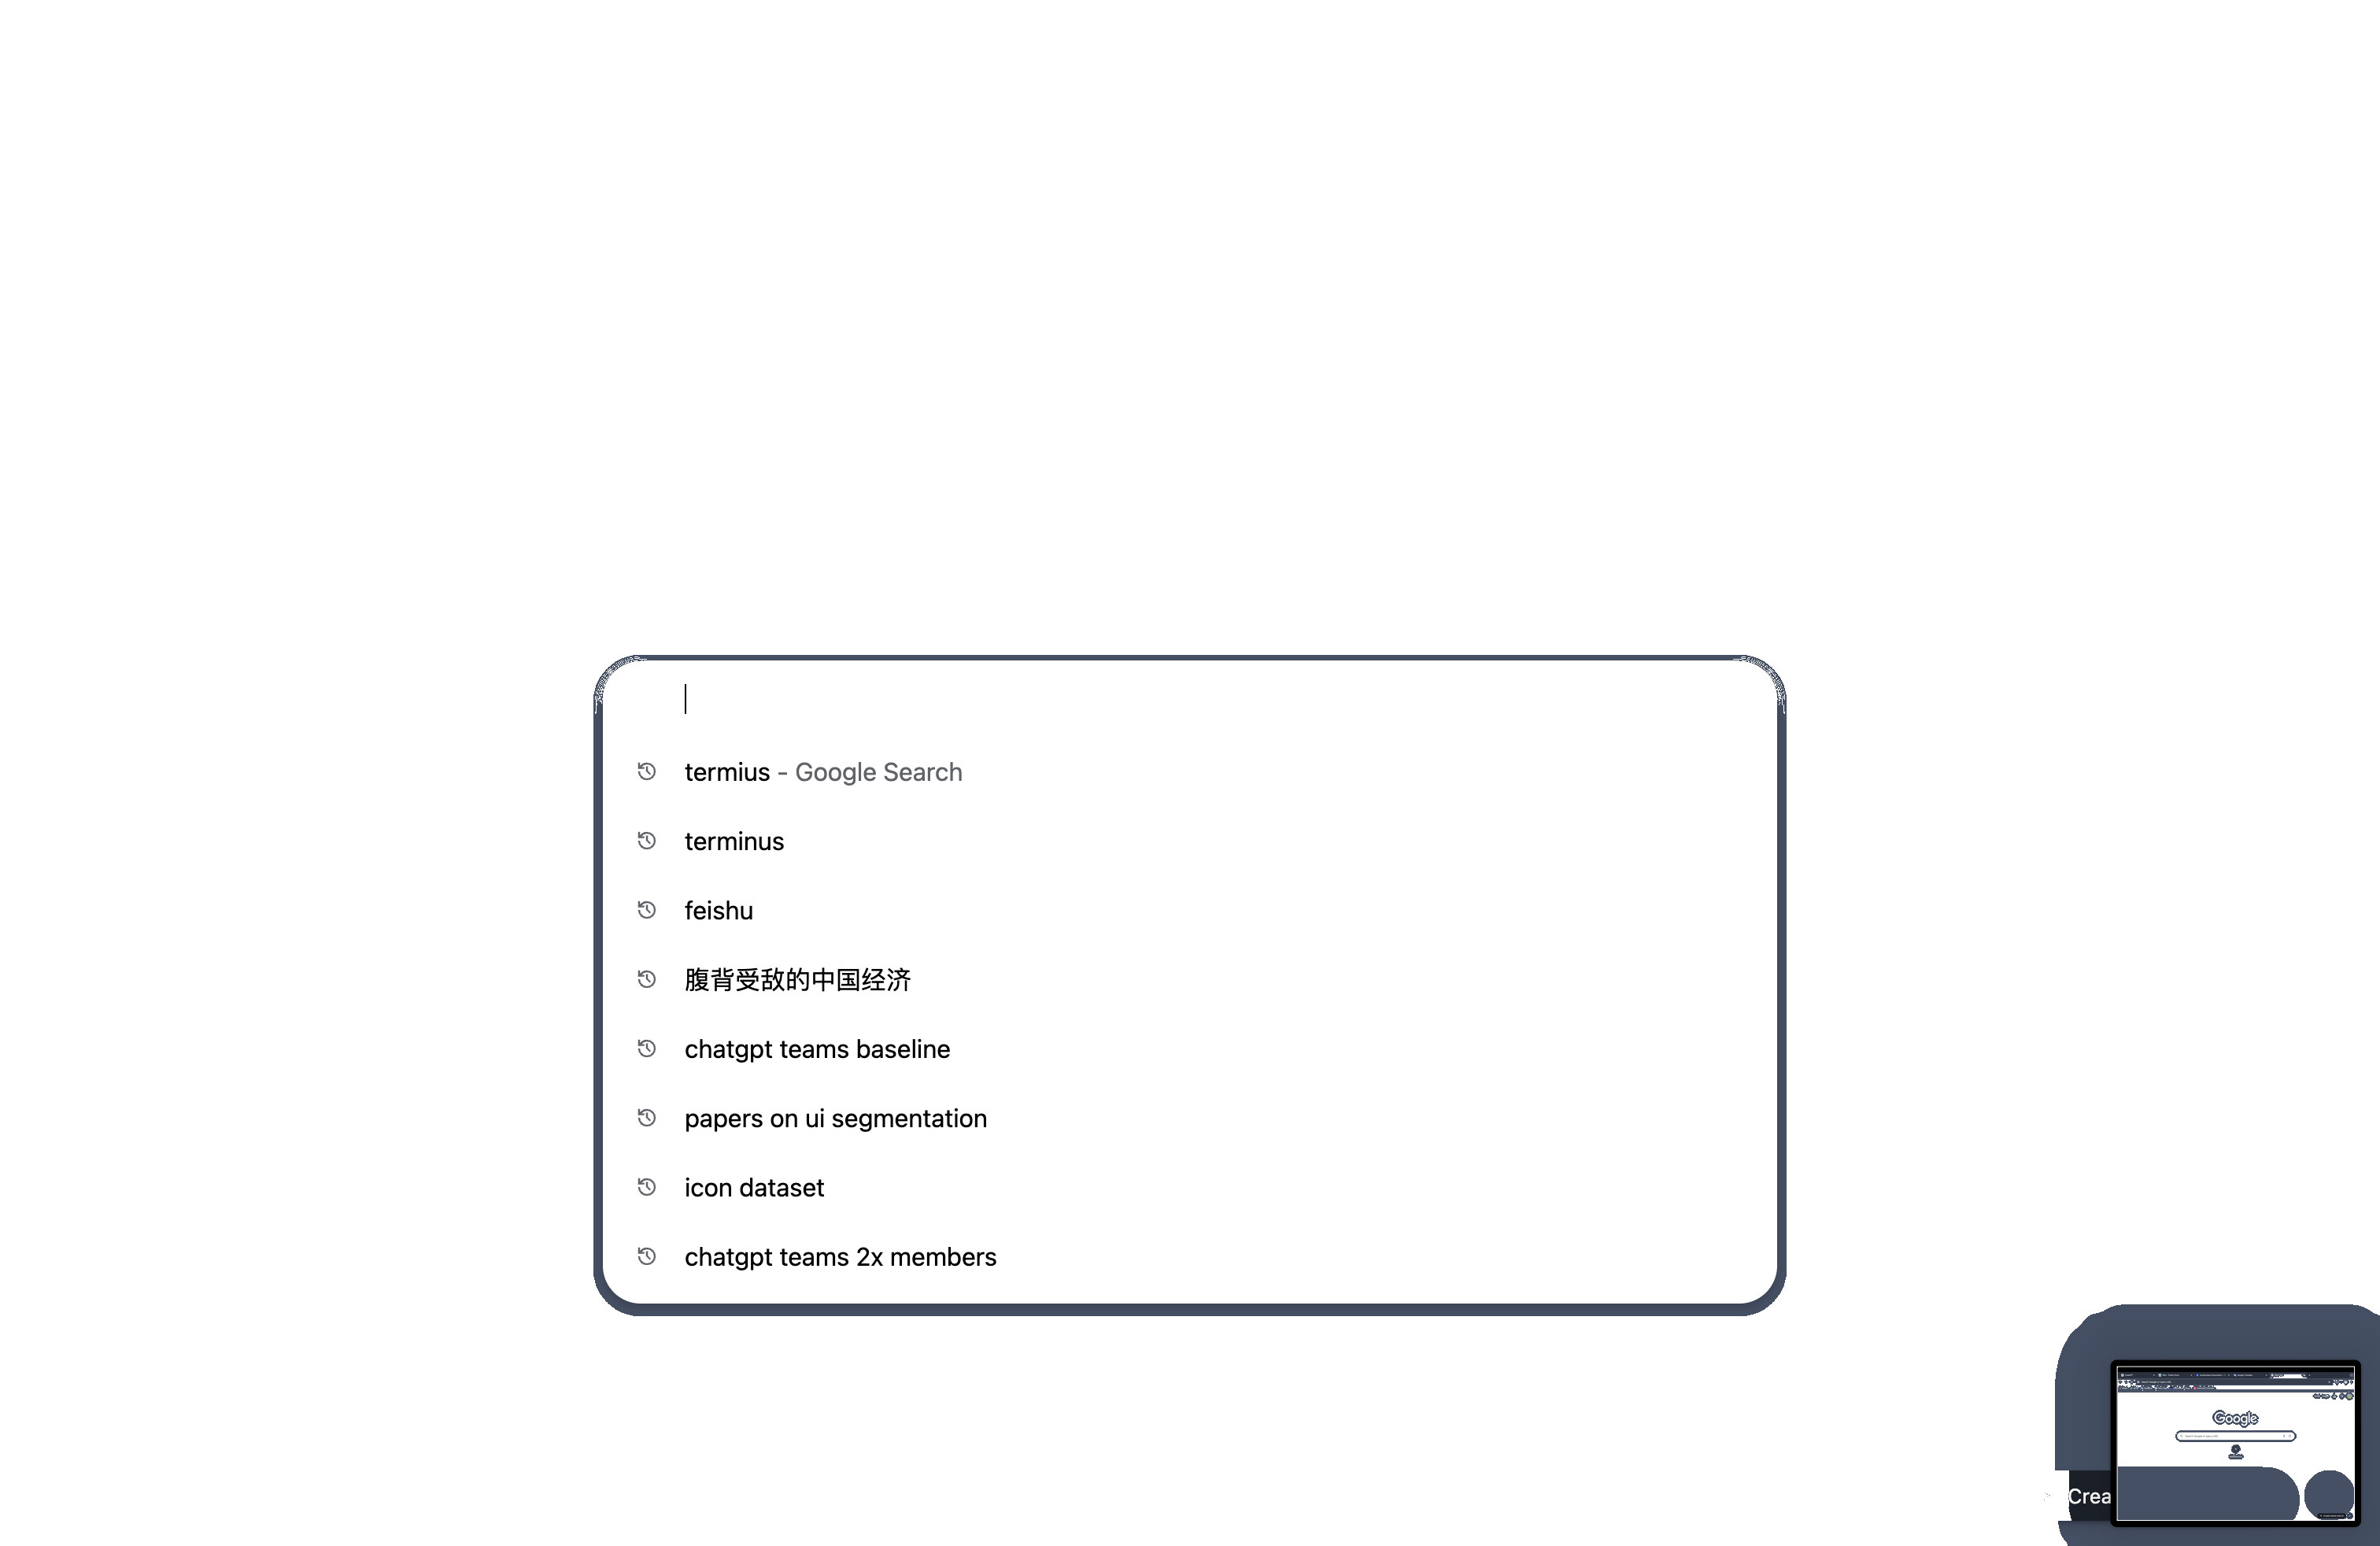 termius - Google Search
terminus
feishu
腹背受敌的中国经济
chatgpt teams baseline
papers on ui segmentation
icon dataset
chatgpt teams 2x members
Google
Crea